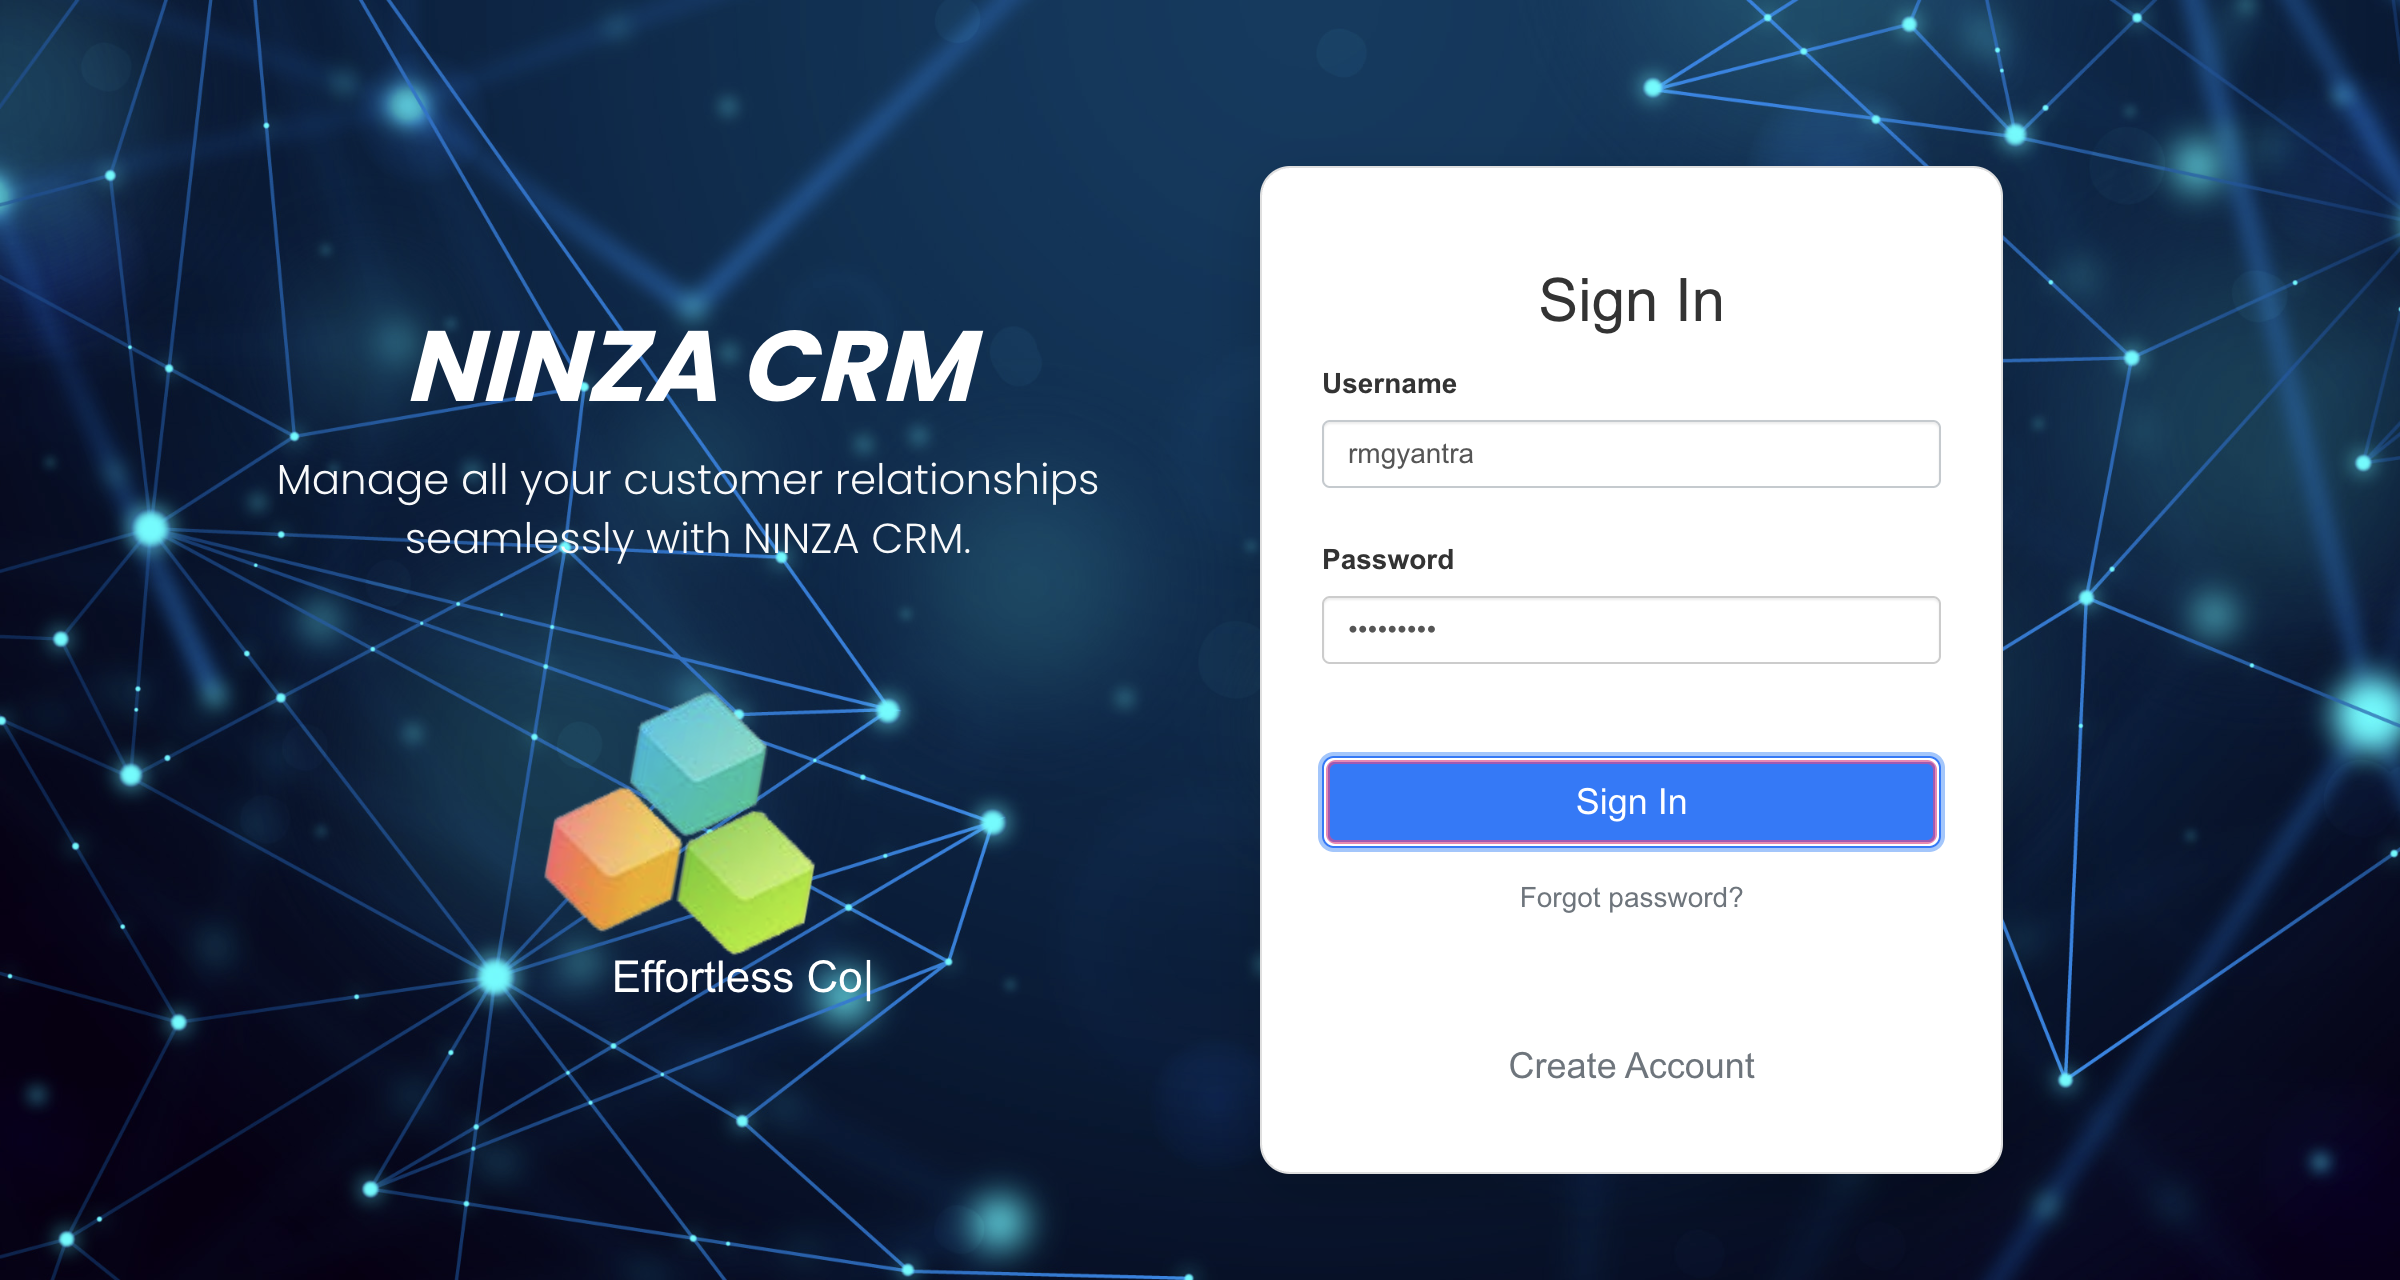 NINZA CRM
Manage all your customer relationships
seamlessly with NINZA CRM.
Effortless Co|
Sign In
Username
rmgyantra
Password
•••••••••
Sign In
Forgot password?
Create Account